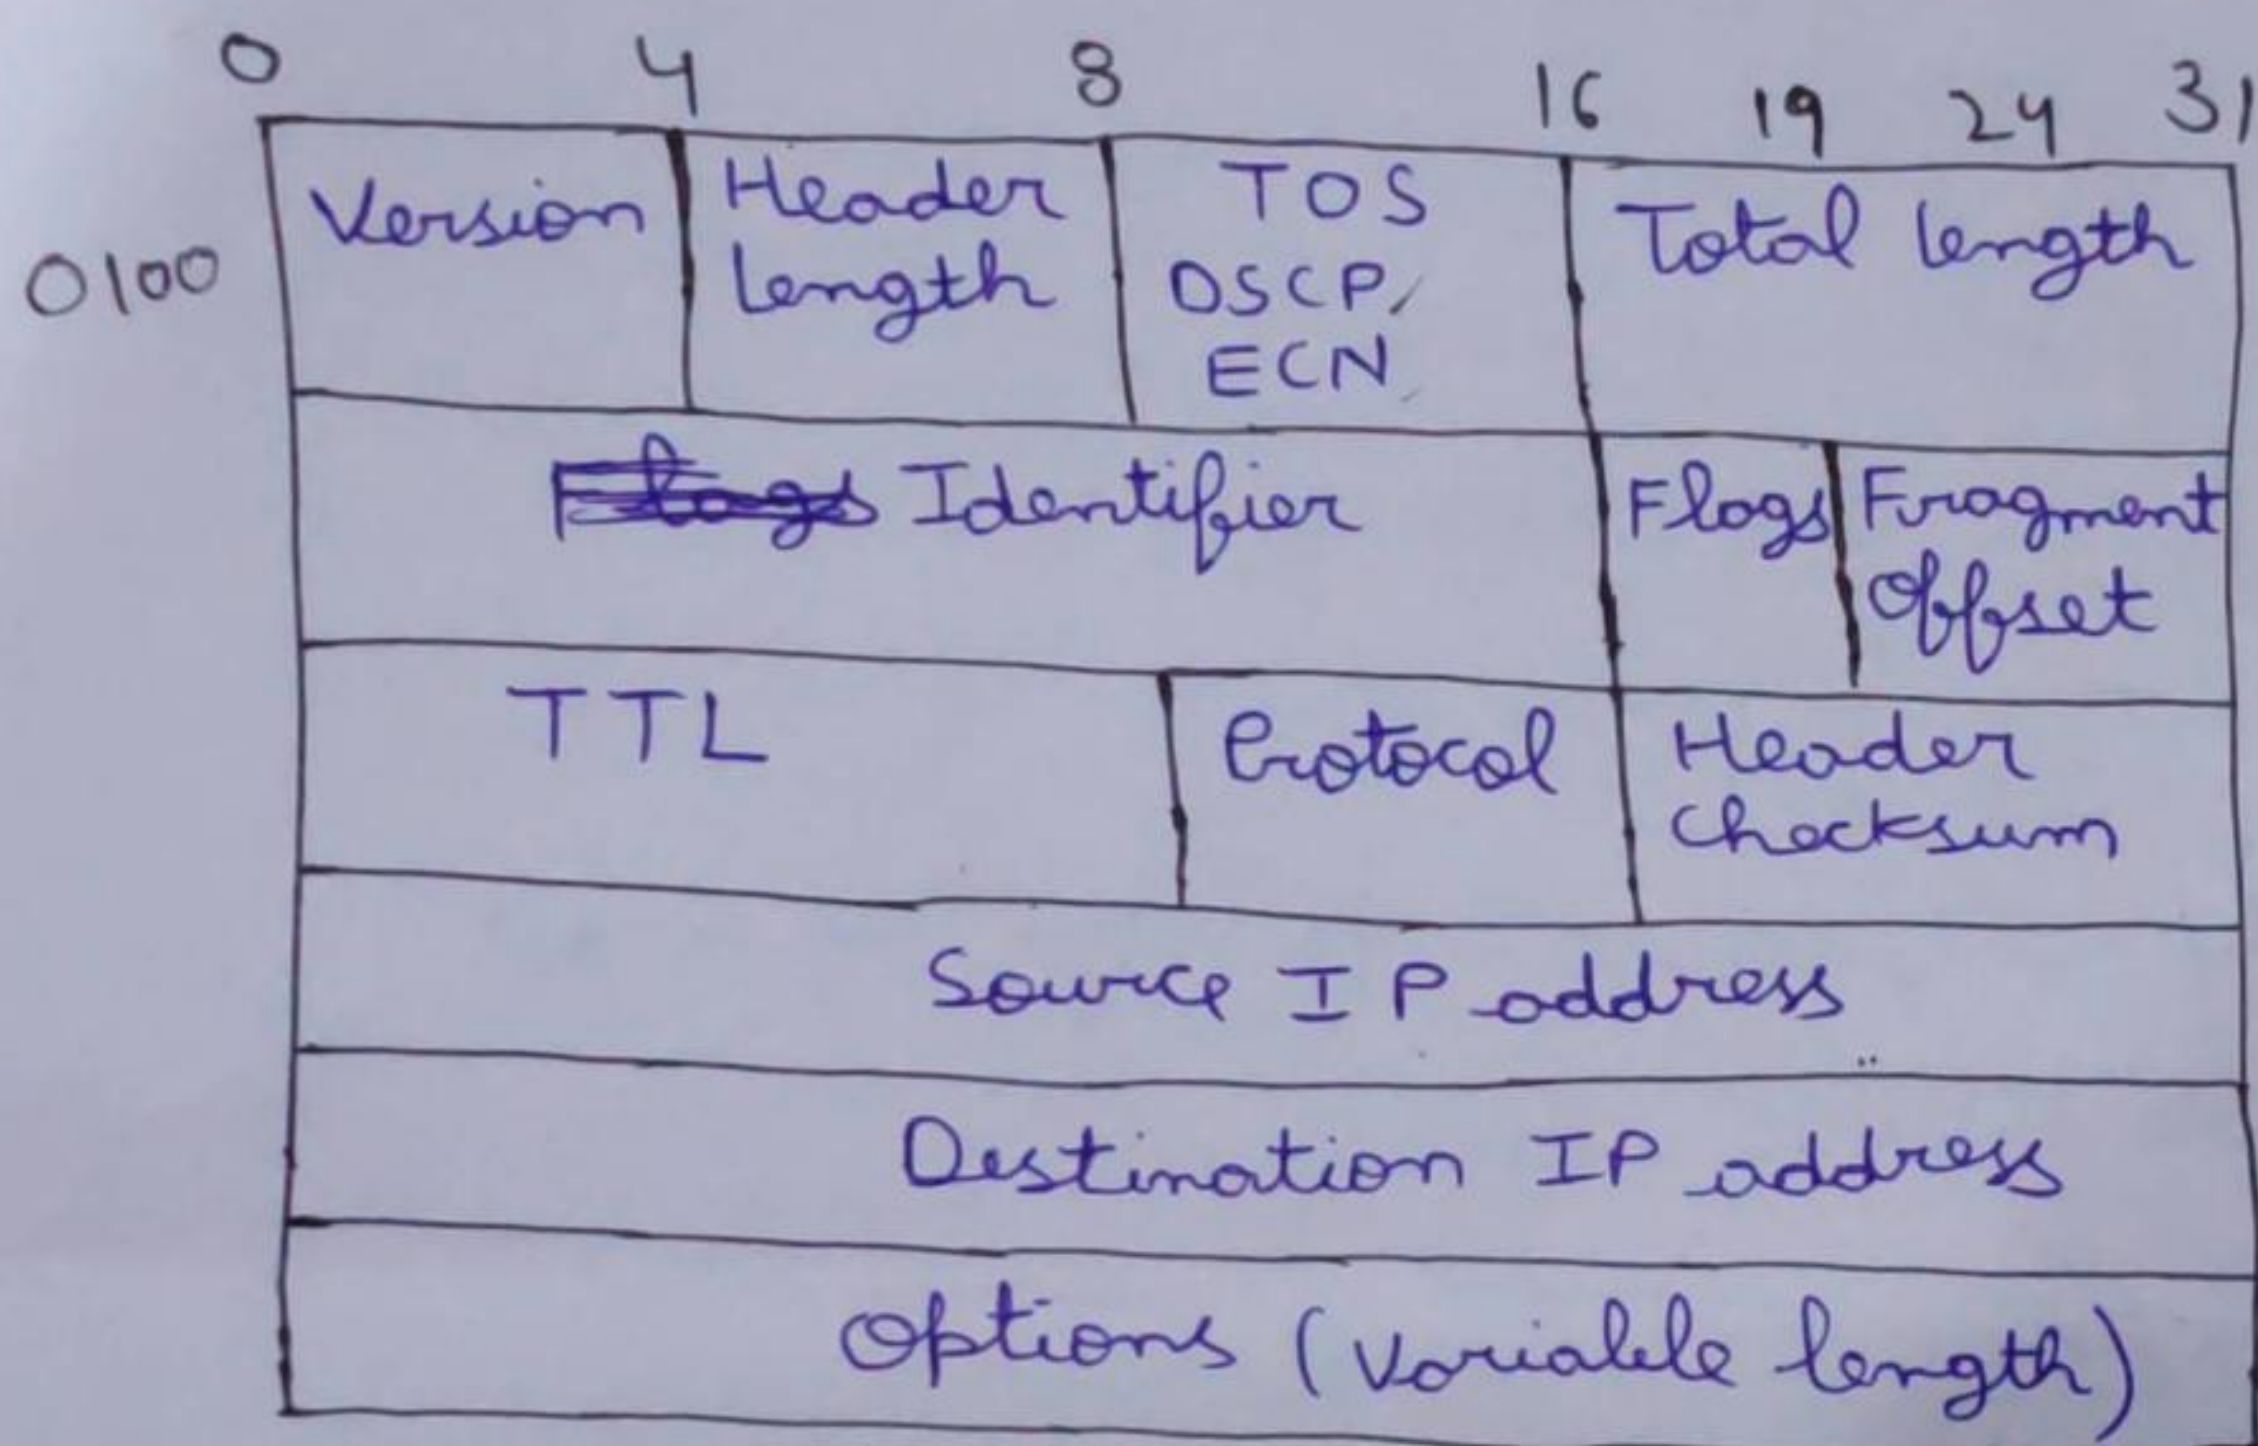 0 4 8 16 19 24 31
Version Header length TOS DSCP, ECN Total length
0100
Flags Identifier Flags Fragment offset
TTL Protocol Header Checksum
Source IP address
Destination IP address
Options (Variable length)